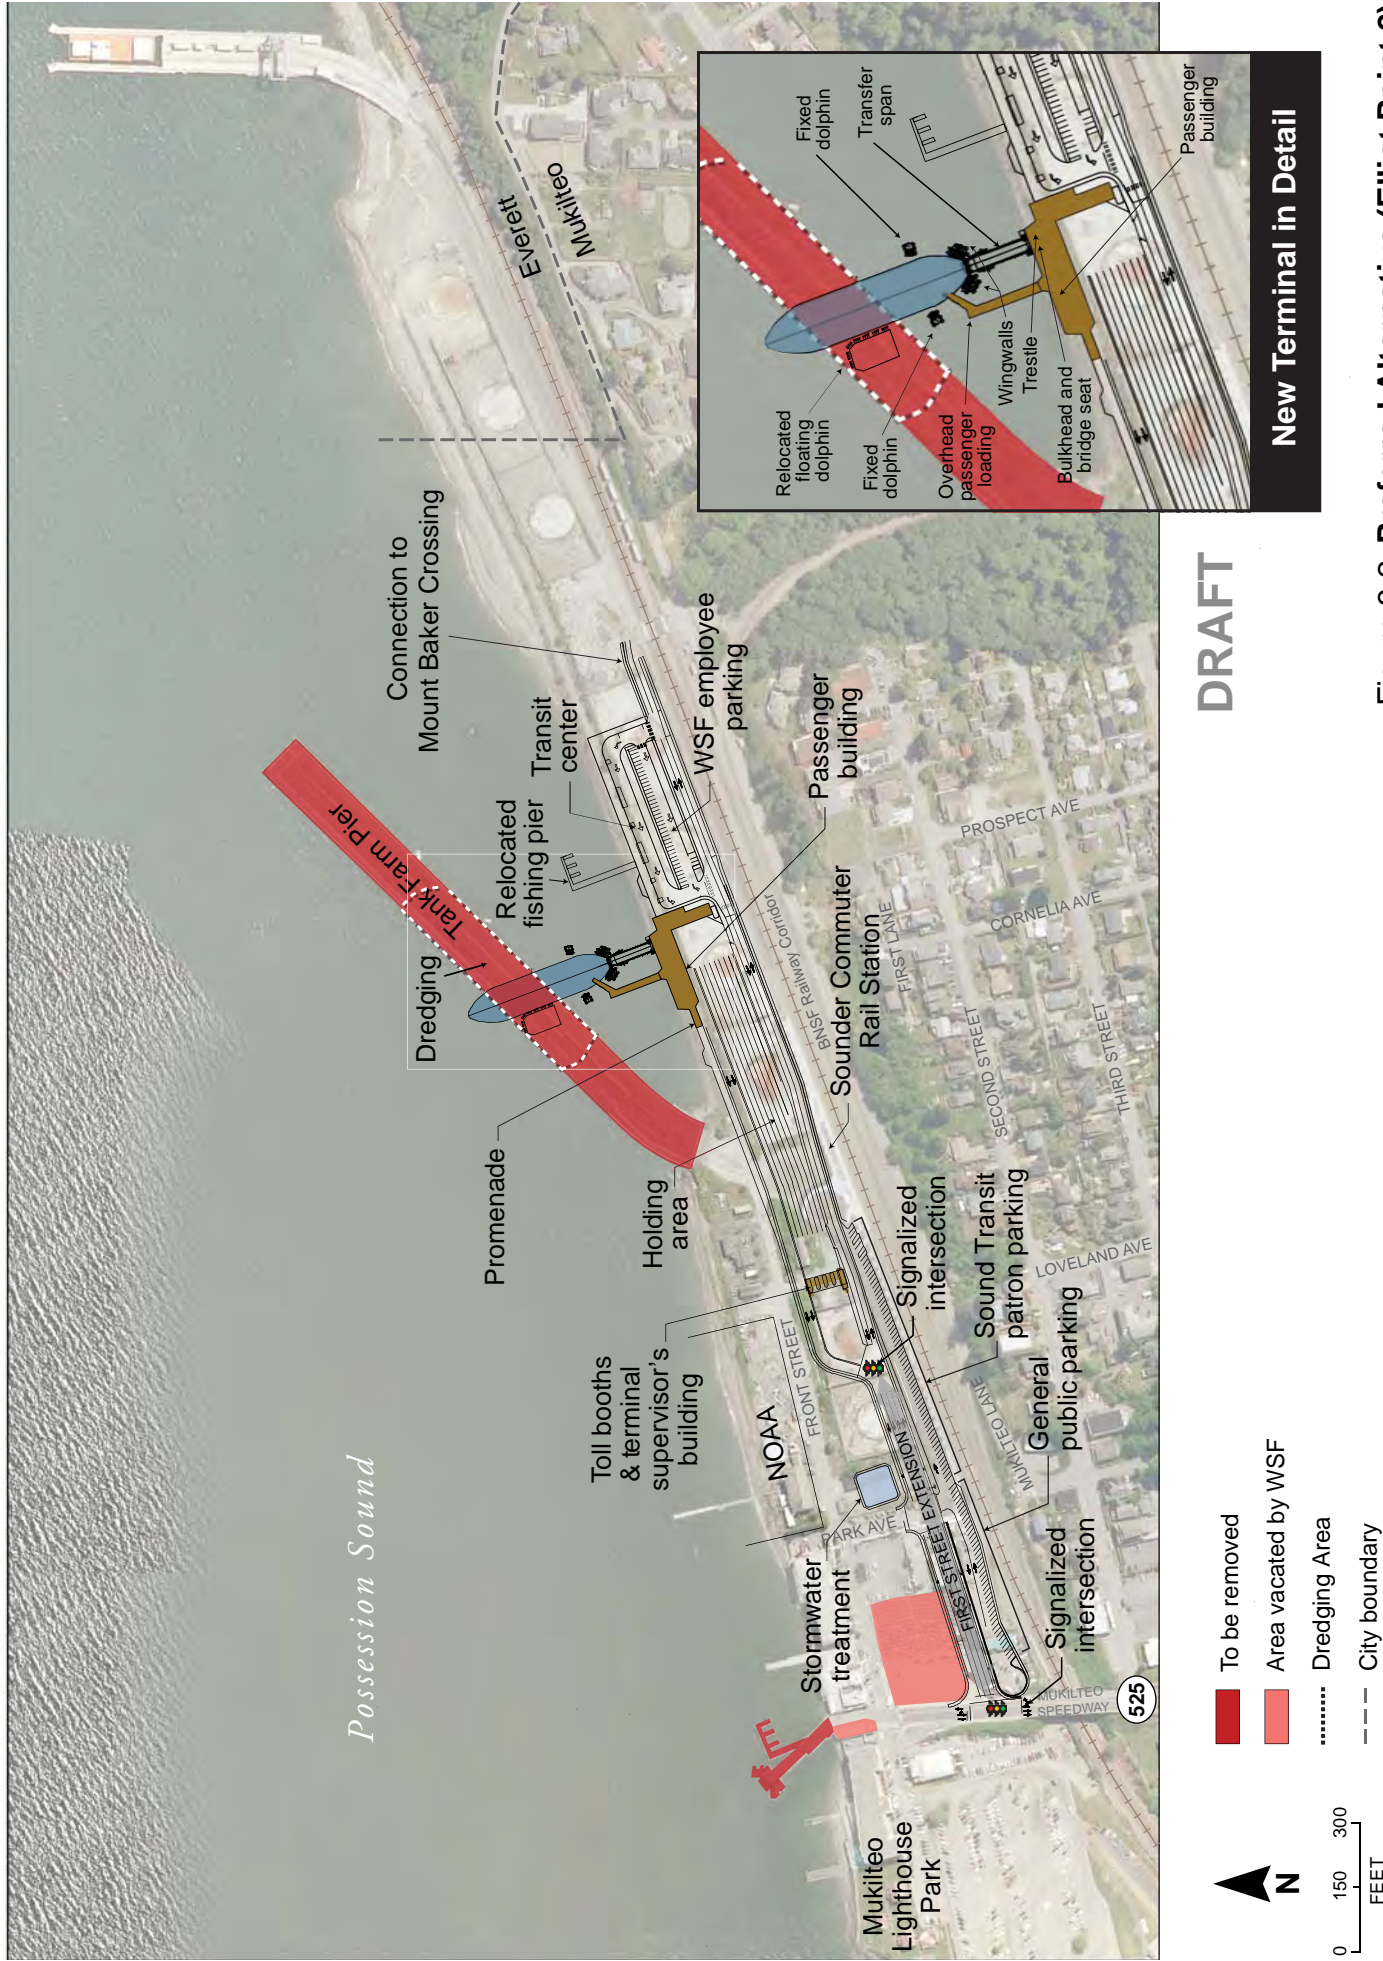 Possession Sound
Everett
Mukilteo
Connection to
Mount Baker Crossing
Tank Farm Pier
Dredging
Relocated
fishing pier
Transit
center
WSF employee
parking
Passenger
building
Promenade
Holding
area
BNSF Railway Corridor
Sounder Commuter
Rail Station
Toll booths
& terminal
supervisor's
building
NOAA
FRONT STREET
PARK AVE
Stormwater
treatment
FIRST STREET EXTENSION
Signalized
intersection
Sound Transit
patron parking
General
public parking
Signalized
intersection
MUKILTEO LANE
LOVELAND AVE
FIRST LANE
SECOND STREET
THIRD STREET
CORNELIA AVE
PROSPECT AVE
MUKILTEO
SPEEDWAY
525
Mukilteo
Lighthouse
Park
Fixed
dolphin
Transfer
span
Passenger
building
Relocated
floating
dolphin
Fixed
dolphin
Overhead
passenger
loading
Wingwalls
Trestle
Bulkhead and
bridge seat
New Terminal in Detail
N
0 150 300
FEET
To be removed
Area vacated by WSF
Dredging Area
City boundary
DRAFT
Preferred Alternative